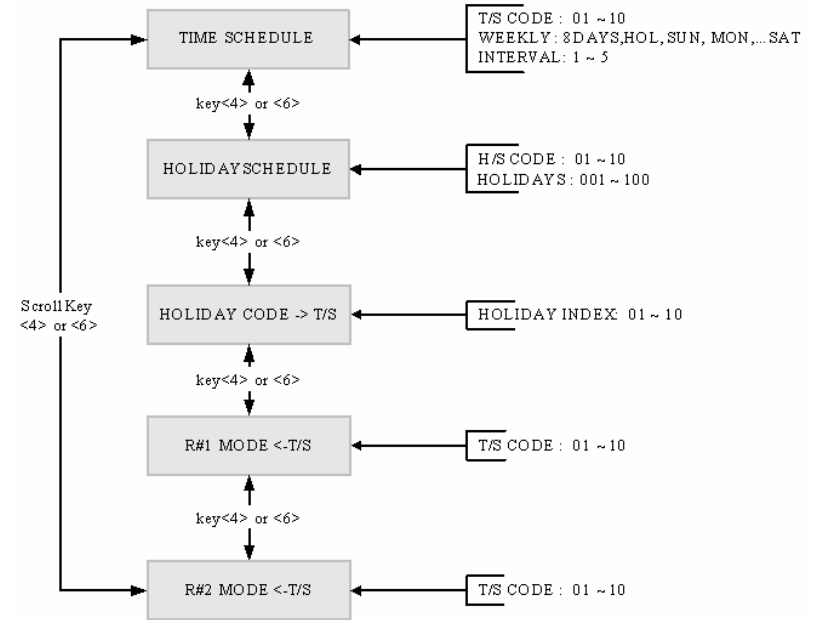 TIME SCHEDULE
T/S CODE : 01 ~ 10
WEEKLY : 8DAYS,HOL, SUN, MON,... SAT
INTERVAL: 1 ~ 5
key<4> or <6>
HOLIDAYSCHEDULE
H/S CODE : 01 ~ 10
HOLIDAYS : 001 ~ 100
key<4> or <6>
Scroll Key
<4> or <6>
HOLIDAY CODE -> T/S
HOLIDAY INDEX: 01 ~ 10
key<4> or <6>
R#1 MODE <-T/S
T/S CODE : 01 ~ 10
key<4> or <6>
R#2 MODE <-T/S
T/S CODE : 01 ~ 10